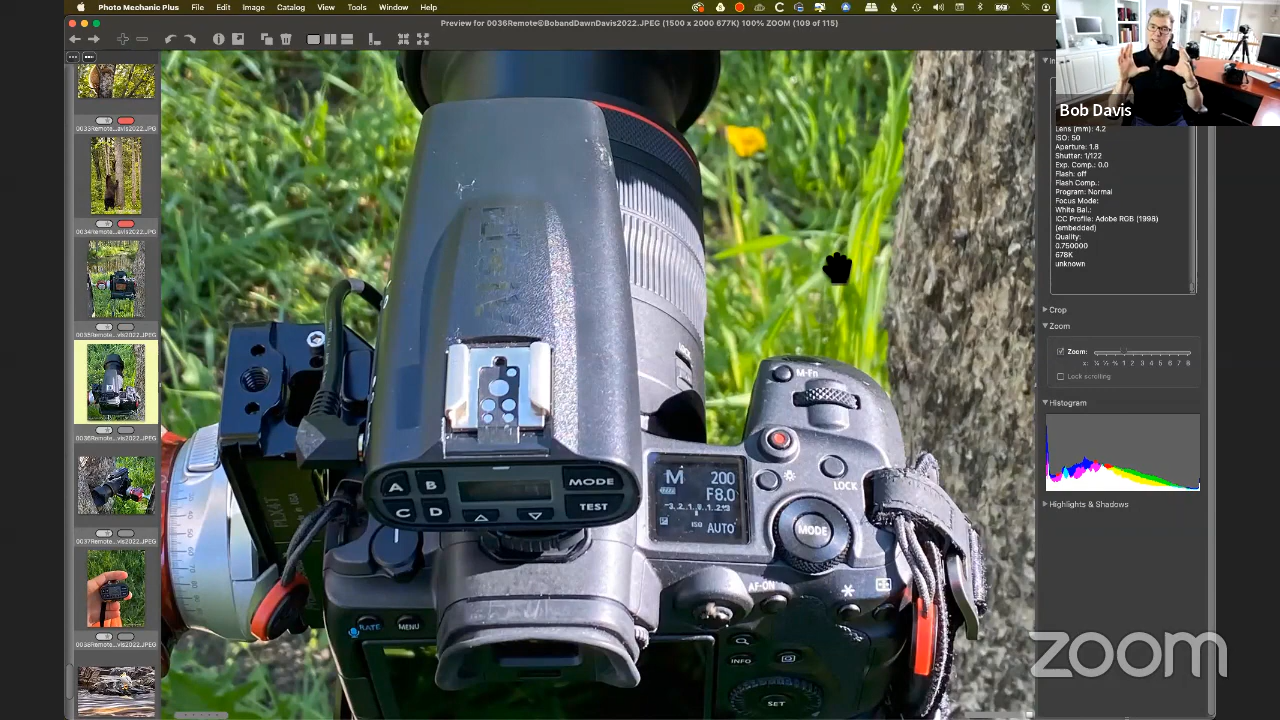 Photo Mechanic Plus File Edit Image Catalog View Tools Window Help
Preview for 0036Remote©BobandDawnDavis2022.JPEG (1500 x 2000 677K) 100% ZOOM (109 of 115)
Bob Davis
Lens (mm): 4.2
ISO: 50
Aperture: 1.8
Shutter: 1/122
Exp. Comp.: 0.0
Flash: off
Flash Comp.:
Program: Normal
Focus Mode:
White Bal.:
ICC Profile: Adobe RGB (1998)
(embedded)
Quality:
0.750000
678K
unknown
Crop
Zoom
Zoom:
Lock scrolling
Histogram
Highlights & Shadows
M-Fn
LOCK
M 200
F8.0
ISO AUTO
MODE
A B MODE
C D TEST
AF-ON
RATE MENU
INFO
SET
zoom